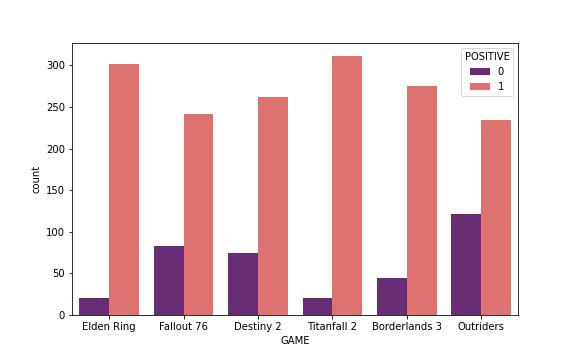 POSITIVE
0
1
300
250
200
150
100
50
0
count
Elden Ring Fallout 76 Destiny 2 Titanfall 2 Borderlands 3 Outriders
GAME